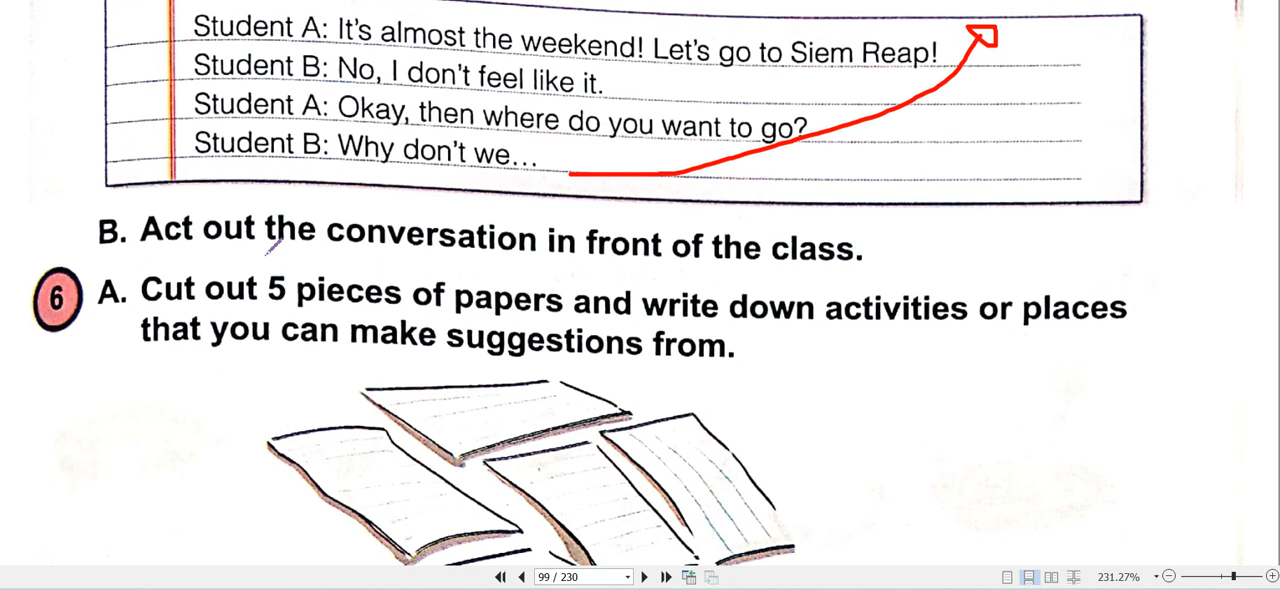 Student A: It's almost the weekend! Let's go to Siem Reap!
Student B: No, I don't feel like it.
Student A: Okay, then where do you want to go?
Student B: Why don't we...
B. Act out the conversation in front of the class.
6 A. Cut out 5 pieces of papers and write down activities or places
that you can make suggestions from.
99 / 230
231.27%